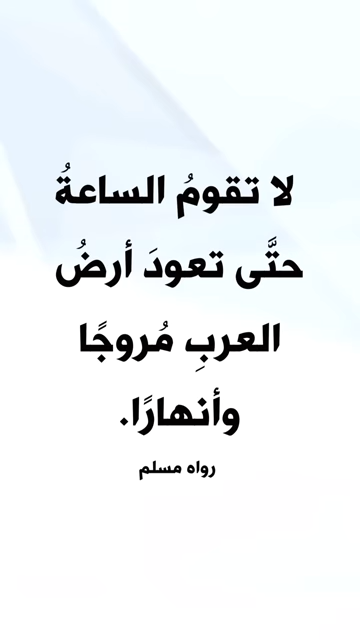 لا تقومُ الساعةُ
حتَّى تعودَ أرضُ
العربِ مُروجًا
وأنهارًا.
رواه مسلم